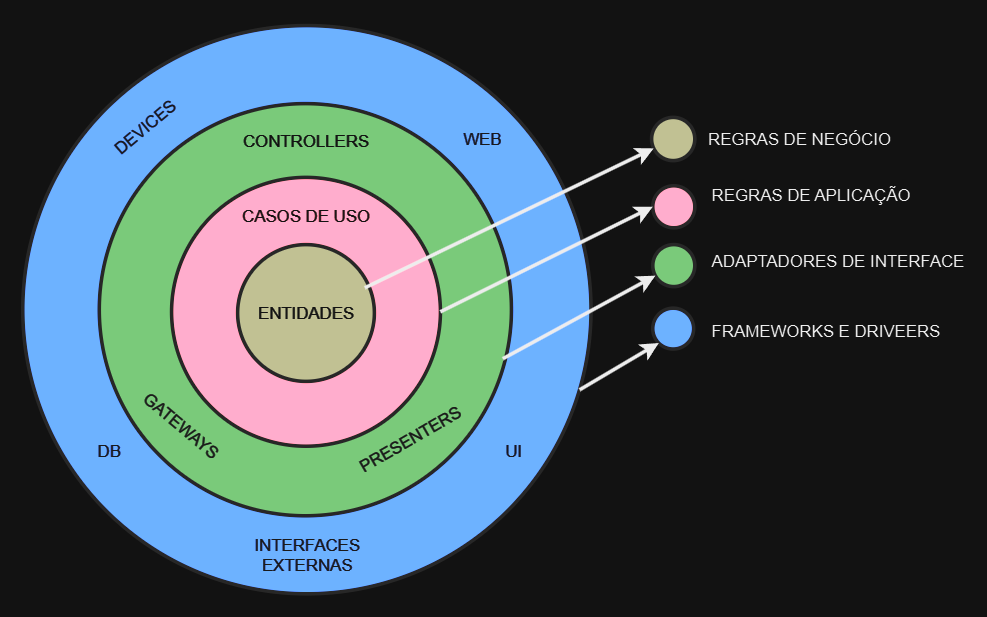 DEVICES
WEB
CONTROLLERS
CASOS DE USO
ENTIDADES
GATEWAYS
PRESENTERS
DB
UI
INTERFACES
EXTERNAS
REGRAS DE NEGÓCIO
REGRAS DE APLICAÇÃO
ADAPTADORES DE INTERFACE
FRAMEWORKS E DRIVEERS